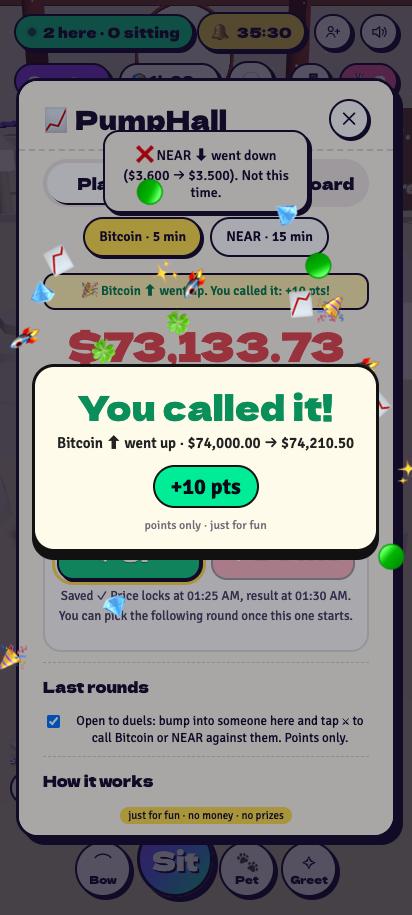 2 here · 0 sitting
35:30
PumpHall
NEAR ⬇ went down
($3,600 → $3,500). Not this
time.
Bitcoin · 5 min
NEAR · 15 min
Bitcoin ⬆ went up. You called it: +10 pts!
$73,133.73
You called it!
Bitcoin ⬆ went up · $74,000.00 → $74,210.50
+10 pts
points only · just for fun
Saved ✓ Price locks at 01:25 AM, result at 01:30 AM.
You can pick the following round once this one starts.
Last rounds
Open to duels: bump into someone here and tap ⚔ to
call Bitcoin or NEAR against them. Points only.
How it works
just for fun · no money · no prizes
Bow
Sit
Pet
Greet